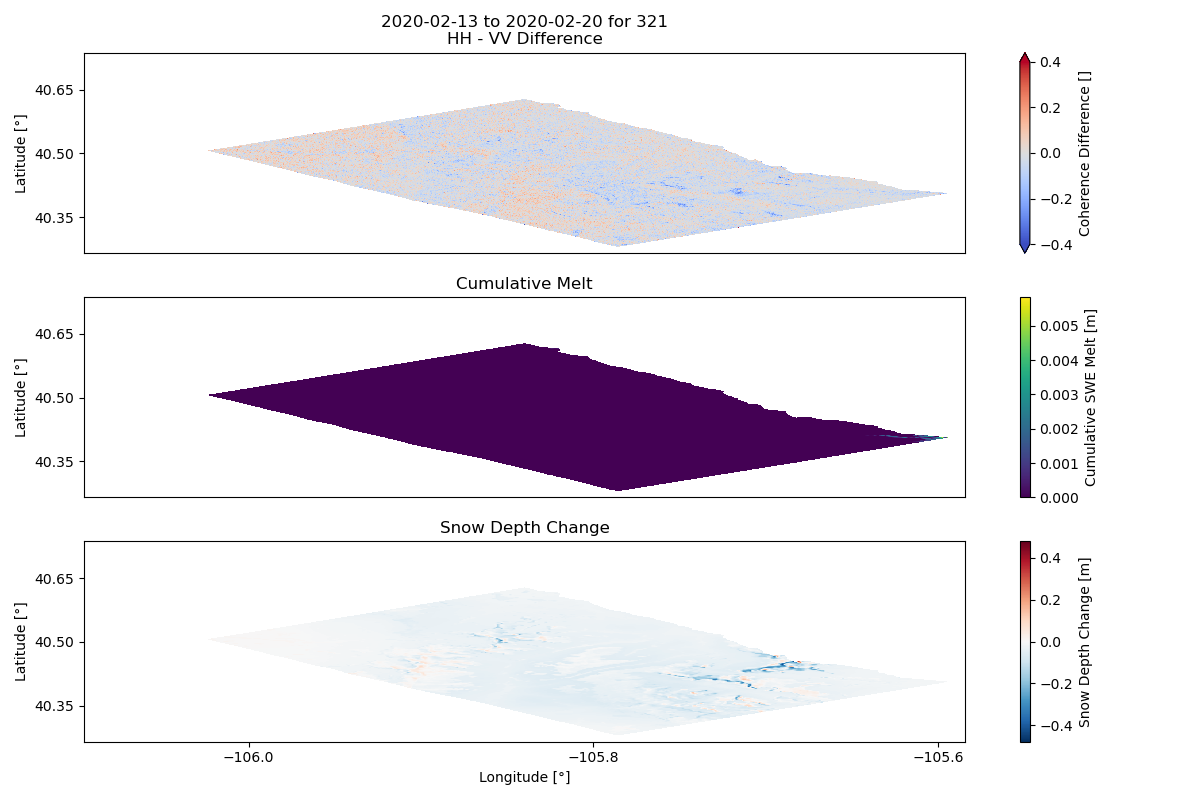 2020-02-13 to 2020-02-20 for 321
HH - VV Difference
40.65
40.50
40.35
Latitude [°]
0.4
0.2
0.0
−0.2
−0.4
Coherence Difference []
Cumulative Melt
40.65
40.50
40.35
Latitude [°]
0.005
0.004
0.003
0.002
0.001
0.000
Cumulative SWE Melt [m]
Snow Depth Change
40.65
40.50
40.35
Latitude [°]
0.4
0.2
0.0
−0.2
−0.4
Snow Depth Change [m]
−106.0
−105.8
−105.6
Longitude [°]